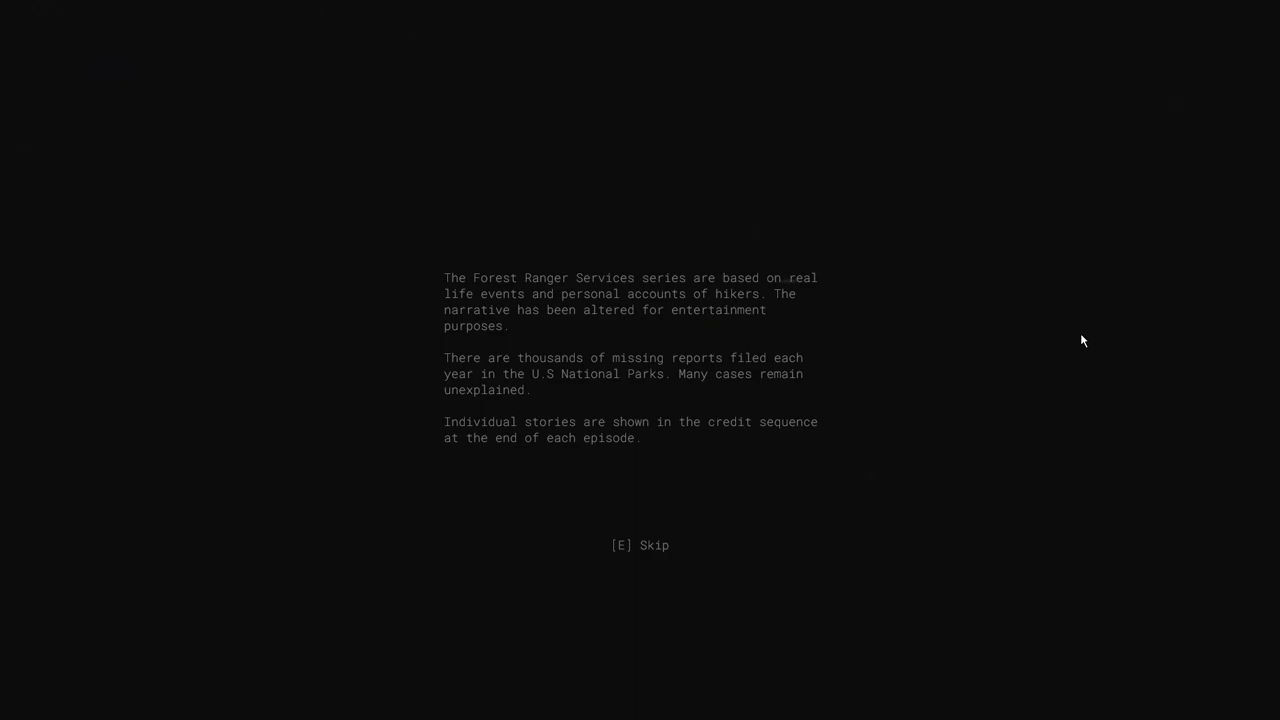 The Forest Ranger Services series are based on real
life events and personal accounts of hikers. The
narrative has been altered for entertainment
purposes.
There are thousands of missing reports filed each
year in the U.S National Parks. Many cases remain
unexplained.
Individual stories are shown in the credit sequence
at the end of each episode.
[E] Skip